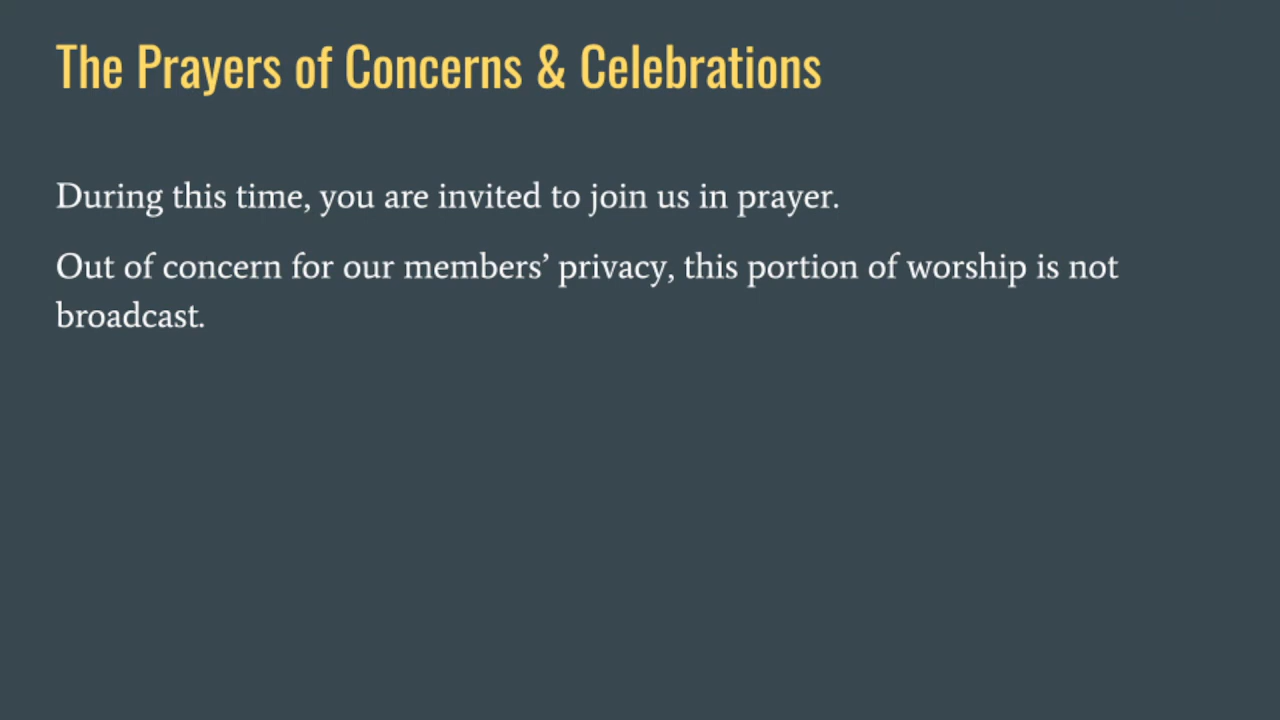 The Prayers of Concerns & Celebrations
During this time, you are invited to join us in prayer.
Out of concern for our members’ privacy, this portion of worship is not
broadcast.